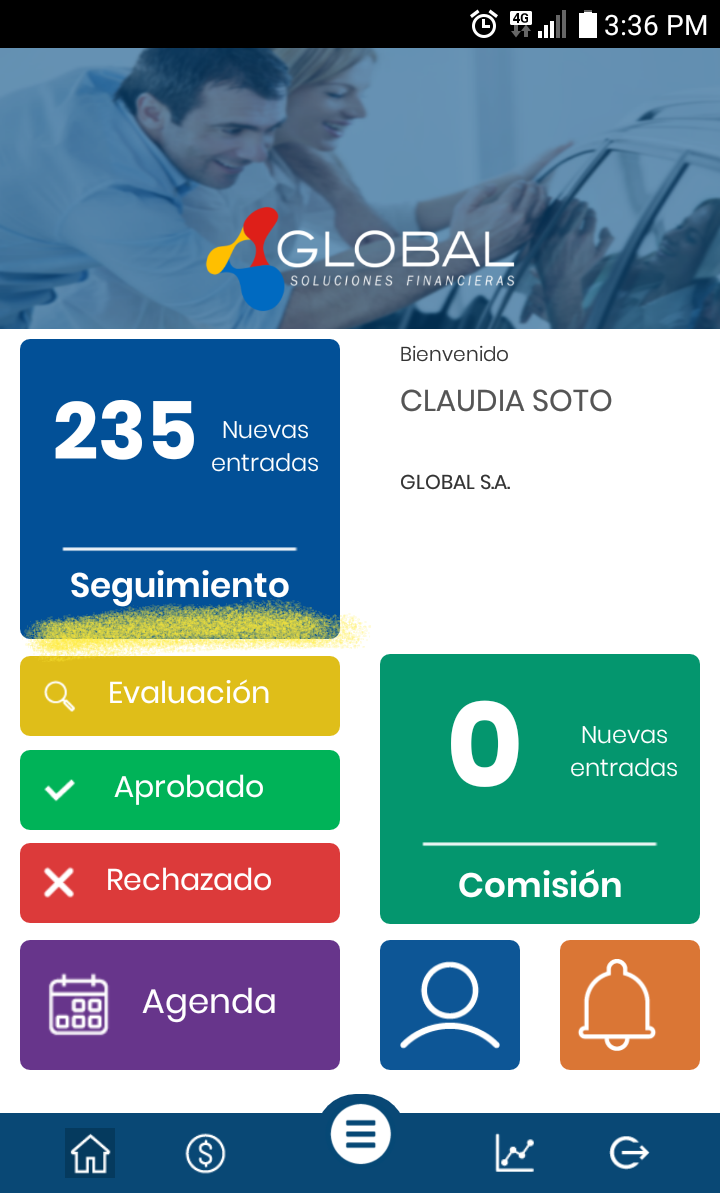 4G
3:36 PM
GLOBAL
SOLUCIONES FINANCIERAS
235
Nuevas
entradas
Seguimiento
Bienvenido
CLAUDIA SOTO
GLOBAL S.A.
Evaluación
Aprobado
Rechazado
Agenda
0
Nuevas
entradas
Comisión
$